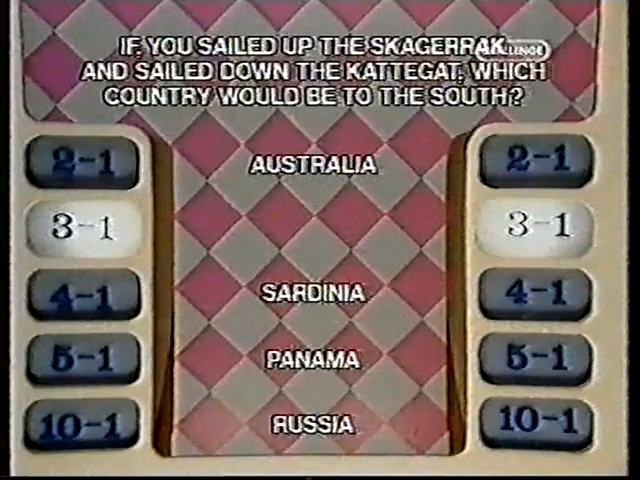 IF YOU SAILED UP THE SKAGERRAK
AND SAILED DOWN THE KATTEGAT, WHICH
COUNTRY WOULD BE TO THE SOUTH?
2-1 AUSTRALIA 2-1
3-1 3-1
4-1 SARDINIA 4-1
5-1 PANAMA 5-1
10-1 RUSSIA 10-1